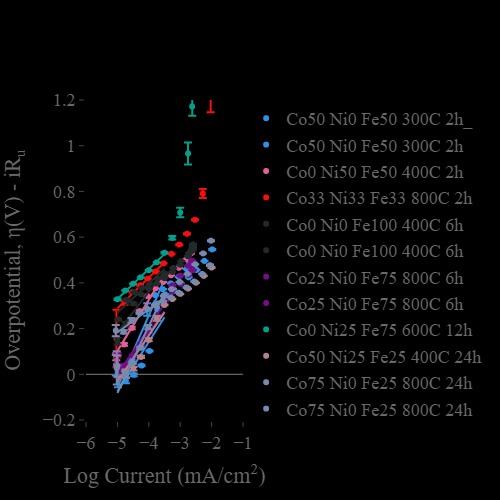 1.2
1
0.8
0.6
0.4
0.2
0
−0.2
−6 −5 −4 −3 −2 −1
Overpotential, η(V) - iRu
Log Current (mA/cm²)
Co50 Ni0 Fe50 300C 2h_
Co50 Ni0 Fe50 300C 2h
Co0 Ni50 Fe50 400C 2h
Co33 Ni33 Fe33 800C 2h
Co0 Ni0 Fe100 400C 6h
Co0 Ni0 Fe100 400C 6h
Co25 Ni0 Fe75 800C 6h
Co25 Ni0 Fe75 800C 6h
Co0 Ni25 Fe75 600C 12h
Co50 Ni25 Fe25 400C 24h
Co75 Ni0 Fe25 800C 24h
Co75 Ni0 Fe25 800C 24h